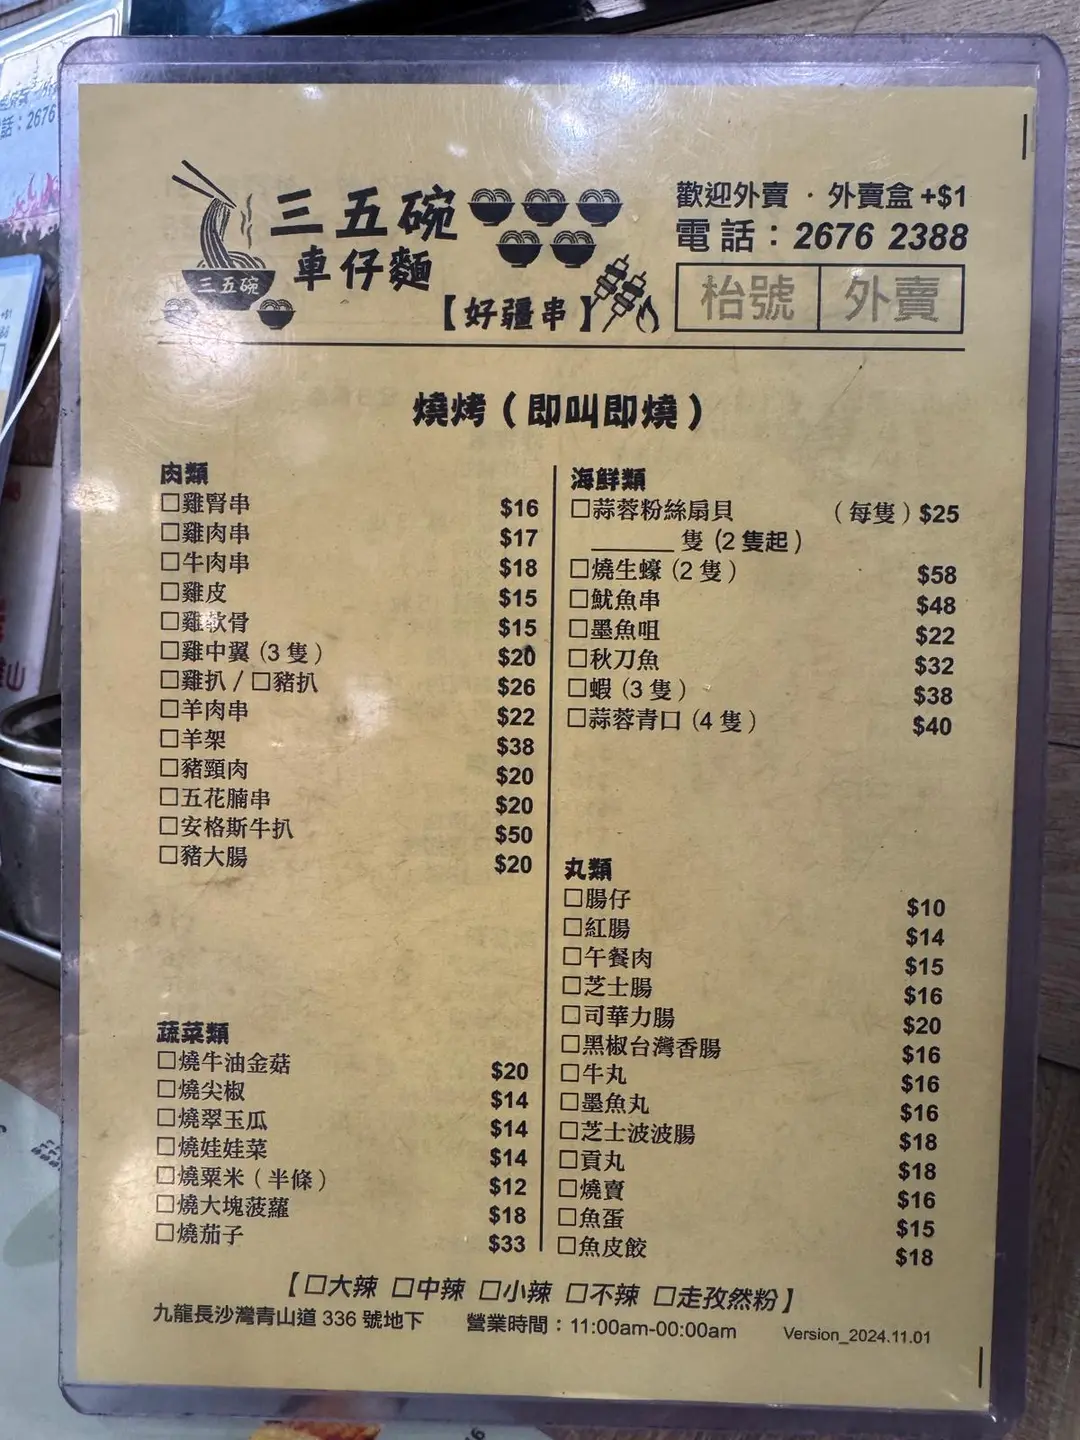 三五碗
車仔麵
【好疆串】
三五碗
歡迎外賣 · 外賣盒 +$1
電話：2676 2388
枱號 外賣
燒烤（即叫即燒）
肉類
□雞腎串 $16
□雞肉串 $17
□牛肉串 $18
□雞皮 $15
□雞軟骨 $15
□雞中翼 (3 隻) $20
□雞扒 / □豬扒 $26
□羊肉串 $22
□羊架 $38
□豬頸肉 $20
□五花腩串 $20
□安格斯牛扒 $50
□豬大腸 $20
蔬菜類
□燒牛油金菇 $20
□燒尖椒 $14
□燒翠玉瓜 $14
□燒娃娃菜 $14
□燒粟米（半條） $12
□燒大塊菠蘿 $18
□燒茄子 $33
海鮮類
□蒜蓉粉絲扇貝 （每隻）$25
______ 隻 (2 隻起)
□燒生蠔 (2 隻) $58
□魷魚串 $48
□墨魚咀 $22
□秋刀魚 $32
□蝦 (3 隻) $38
□蒜蓉青口 (4 隻) $40
丸類
□腸仔 $10
□紅腸 $14
□午餐肉 $15
□芝士腸 $16
□司華力腸 $20
□黑椒台灣香腸 $16
□牛丸 $16
□墨魚丸 $16
□芝士波波腸 $18
□貢丸 $18
□燒賣 $16
□魚蛋 $15
□魚皮餃 $18
【□大辣 □中辣 □小辣 □不辣 □走孜然粉】
九龍長沙灣青山道 336 號地下 營業時間：11:00am-00:00am Version_2024.11.01
話：2676